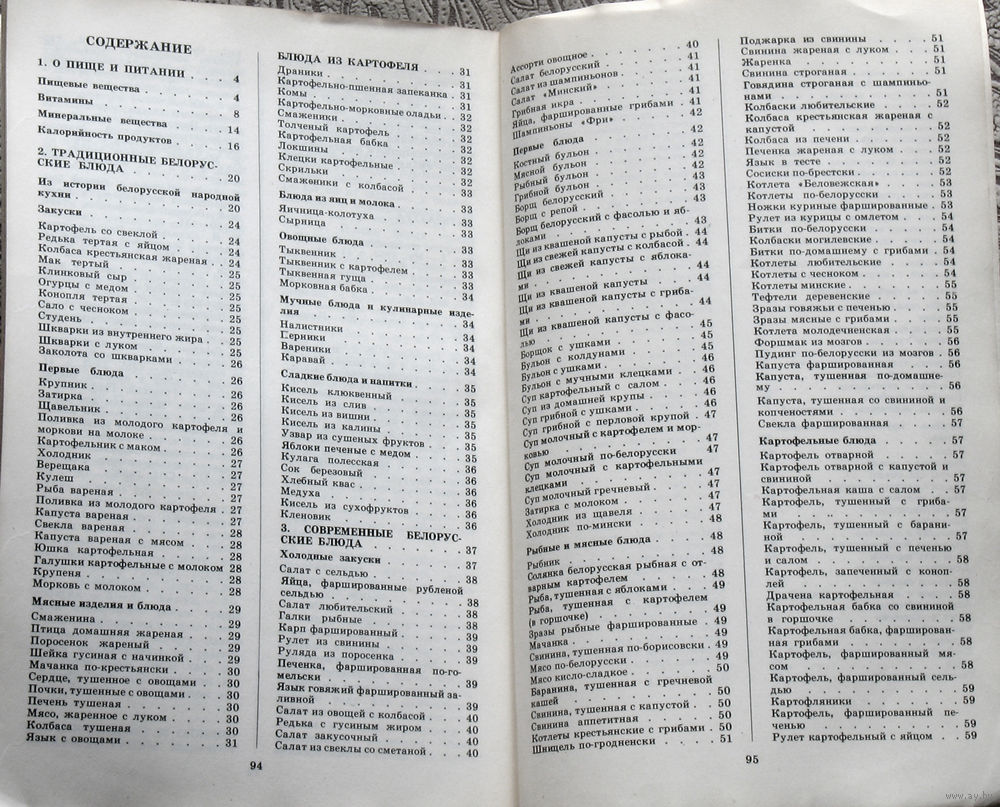 СОДЕРЖАНИЕ
1. О ПИЩЕ И ПИТАНИИ . . . 4
Пищевые вещества . . . . . 4
Витамины . . . . . . 8
Минеральные вещества . . . 14
Калорийность продуктов . . . 16
2. ТРАДИЦИОННЫЕ БЕЛОРУС-
СКИЕ БЛЮДА . . . . . 20
Из истории белорусской народной
кухни . . . . . . 20
Закуски . . . . . . 24
Картофель со свеклой . . . . 24
Редька тертая с яйцом . . . . 24
Колбаса крестьянская жареная . 24
Мак тертый . . . . . 25
Клинковый сыр . . . . . 25
Огурцы с медом . . . . . 25
Конопля тертая . . . . . 25
Сало с чесноком . . . . . 25
Студень . . . . . . 25
Шкварки из внутреннего жира . . 25
Шкварки с луком . . . . . 25
Заколота со шкварками . . . . 26
Первые блюда
Крупник . . . . . . 26
Затирка . . . . . . 26
Щавельник . . . . . . 26
Поливка из молодого картофеля и
моркови на молоке . . . . . 26
Картофельник с маком . . . . 26
Холодник . . . . . . 27
Верещака . . . . . . 27
Кулеш . . . . . . 27
Рыба вареная . . . . . 27
Поливка из молодого картофеля . 27
Капуста вареная . . . . . 27
Свекла вареная . . . . . 28
Капуста вареная с мясом . . . 28
Юшка картофельная . . . . 28
Галушки картофельные с молоком 28
Крупеня . . . . . . 28
Морковь с молоком . . . . . 28
Мясные изделия и блюда . . . 29
Смаженина . . . . . . 29
Птица домашняя жареная . . . 29
Поросенок жареный . . . . 29
Шейка гусиная с начинкой . . . 29
Мачанка по-крестьянски . . . 30
Сердце, тушенное с овощами . . 30
Почки, тушенные с овощами . . . 30
Печень тушеная . . . . . 30
Мясо, жаренное с луком . . . . 30
Колбаса тушеная . . . . . 30
Язык с овощами . . . . . 31
94
БЛЮДА ИЗ КАРТОФЕЛЯ . . . 31
Драники . . . . . . 31
Картофельно-пшенная запеканка . 31
Комы . . . . . . 31
Картофельно-морковные оладьи . . 32
Смаженики . . . . . . 32
Толченый картофель . . . . 32
Картофельная бабка . . . . 32
Локшины . . . . . . 32
Клецки картофельные . . . . 32
Скрыльки . . . . . . 32
Смаженики с колбасой . . . . 33
Блюда из яиц и молока . . . . 33
Яичница-колотуха . . . . . 33
Сырница . . . . . . 33
Овощные блюда . . . . . 33
Тыквенник . . . . . . 33
Тыквенник с картофелем . . . 33
Тыквенная гуща . . . . . 33
Морковная бабка . . . . . 34
Мучные блюда и кулинарные изде-
лия . . . . . . 34
Налистники . . . . . . 34
Перники . . . . . . 34
Вареники . . . . . . 34
Каравай . . . . . . 34
Сладкие блюда и напитки . . . 35
Кисель клюквенный . . . . 35
Кисель из слив . . . . . 35
Кисель из вишни . . . . . 35
Кисель из калины . . . . . 35
Узвар из сушеных фруктов . . . 35
Яблоки печеные с медом . . . . 35
Кулага полесская . . . . . 36
Сок березовый . . . . . 36
Хлебный квас . . . . . 36
Медуха . . . . . . 36
Кисель из сухофруктов . . . . 36
Кленовик . . . . . . 36
3. СОВРЕМЕННЫЕ БЕЛОРУС-
СКИЕ БЛЮДА . . . . . 37
Холодные закуски . . . . . 37
Салат с сельдью . . . . . 38
Яйца, фаршированные рубленой
сельдью . . . . . . 38
Салат любительский . . . . 38
Галки рыбные . . . . . 38
Карп фаршированный . . . . 39
Рулет из свинины . . . . . 39
Руляда из поросенка . . . . 39
Печенка, фаршированная по-го-
мельски . . . . . . 39
Язык говяжий фаршированный за-
ливной . . . . . . 39
Салат из овощей с колбасой . . . 40
Редька с гусиным жиром . . . 40
Салат закусочный . . . . . 40
Салат из свеклы со сметаной . . . 40
Ассорти овощное . . . . . 40
Салат белорусский . . . . . 41
Салат из шампиньонов . . . . 41
Салат «Минский» . . . . . 41
Грибная икра . . . . . 41
Яйца, фаршированные грибами . . 41
Шампиньоны «Фри» . . . . 42
Первые блюда . . . . . 42
Костный бульон . . . . . 42
Мясной бульон . . . . . 42
Рыбный бульон . . . . . 42
Грибной бульон . . . . . 43
Борщ белорусский . . . . . 43
Борщ с репой . . . . . 43
Борщ белорусский с фасолью и яб-
локами . . . . . . 43
Щи из квашеной капусты с рыбой . 44
Щи из свежей капусты с колбасой . 44
Щи из свежей капусты с яблока-
ми . . . . . . 44
Щи из квашеной капусты . . . 44
Щи из квашеной капусты с гриба-
ми . . . . . . 44
Щи из квашеной капусты с фасо-
лью . . . . . . 45
Борщок с ушками . . . . . 45
Бульон с колдунами . . . . 45
Бульон с ушками . . . . . 46
Бульон с мучными клецками . . . 46
Суп картофельный с салом . . . 46
Суп из домашней крупы . . . . 46
Суп грибной с ушками . . . . 46
Суп грибной с перловой крупой . 47
Суп молочный с картофелем и мор-
ковью . . . . . . 47
Суп молочный по-белорусски 47
Суп молочный с картофельными
клецками . . . . . . 47
Суп молочный гречневый . . . . 47
Затирка с молоком . . . . . 47
Холодник из щавеля . . . . 48
Холодник по-мински . . . . 48
Рыбные и мясные блюда . . . . 48
Рыбник . . . . . . 48
Солянка белорусская рыбная с от-
варным картофелем . . . . 48
Рыба, тушенная с яблоками . . . 49
Рыба, тушенная с картофелем
(в горшочке) . . . . . 49
Зразы рыбные фаршированные . . 49
Мачанка . . . . . . 49
Свинина, тушенная по-борисовски . 49
Мясо по-белорусски . . . . 49
Мясо кисло-сладкое . . . . 50
Баранина, тушенная с гречневой
кашей . . . . . . 50
Свинина, тушенная с капустой . . 50
Свинина аппетитная . . . . 50
Котлеты крестьянские с грибами . 50
Шницель по-гродненски . . . . 51
95
Поджарка из свинины . . . . 51
Свинина жареная с луком . . . 51
Жаренка . . . . . . 51
Свинина строганая . . . . . 51
Говядина строганая с шампиньо-
нами . . . . . . 51
Колбаски любительские . . . . 52
Колбаса крестьянская жареная с
капустой . . . . . . 52
Колбаса из печени . . . . . 52
Печенка жареная с луком . . . 52
Язык в тесте . . . . . 52
Сосиски по-брестски . . . . 52
Котлета «Беловежская» . . . . 53
Котлеты по-белорусски . . . . 53
Ножки куриные фаршированные . 53
Рулет из курицы с омлетом . . . 54
Битки по-белорусски . . . . 54
Колбаски могилевские . . . . 54
Битки по-домашнему с грибами . . 54
Котлеты любительские . . . . 54
Котлеты с чесноком . . . . . 54
Котлеты минские . . . . . 55
Тефтели деревенские . . . . 55
Зразы говяжьи с печенью . . . . 55
Зразы мясные с грибами . . . . 55
Котлета молодечненская . . . . 55
Форшмак из мозгов . . . . . 56
Пудинг по-белорусски из мозгов . 56
Капуста фаршированная . . . . 56
Капуста, тушенная по-домашне-
му . . . . . . 56
Капуста, тушенная со свининой и
копченостями . . . . . 56
Свекла фаршированная . . . . 57
Картофельные блюда . . . . 57
Картофель отварной . . . . 57
Картофель отварной с капустой и
свининой . . . . . . 57
Картофельная каша с салом . . . 57
Картофель, тушенный с гриба-
ми . . . . . . 57
Картофель, тушенный с барани-
ной . . . . . . 57
Картофель, тушенный с печенью
и салом . . . . . . 58
Картофель, запеченный с коноп-
лей . . . . . . 58
Драчена картофельная . . . . 58
Картофельная бабка со свининой
в горшочке . . . . . 58
Картофельная бабка, фарширован-
ная грибами . . . . . 58
Картофель, фаршированный мя-
сом . . . . . . 58
Картофель, фаршированный сель-
дью . . . . . . 59
Картофляники . . . . . 59
Картофель, фаршированный пе-
ченью . . . . . . 59
Рулет картофельный с яйцом . . 59
www.ay.by